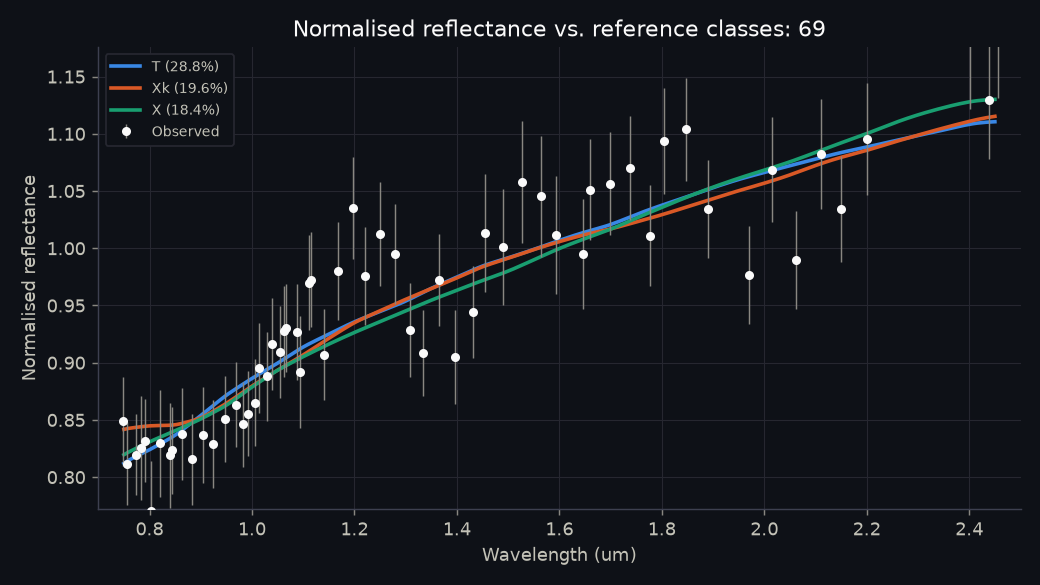 Normalised reflectance vs. reference classes: 69
T (28.8%)
Xk (19.6%)
X (18.4%)
Observed
Normalised reflectance
1.15
1.10
1.05
1.00
0.95
0.90
0.85
0.80
0.8 1.0 1.2 1.4 1.6 1.8 2.0 2.2 2.4
Wavelength (um)